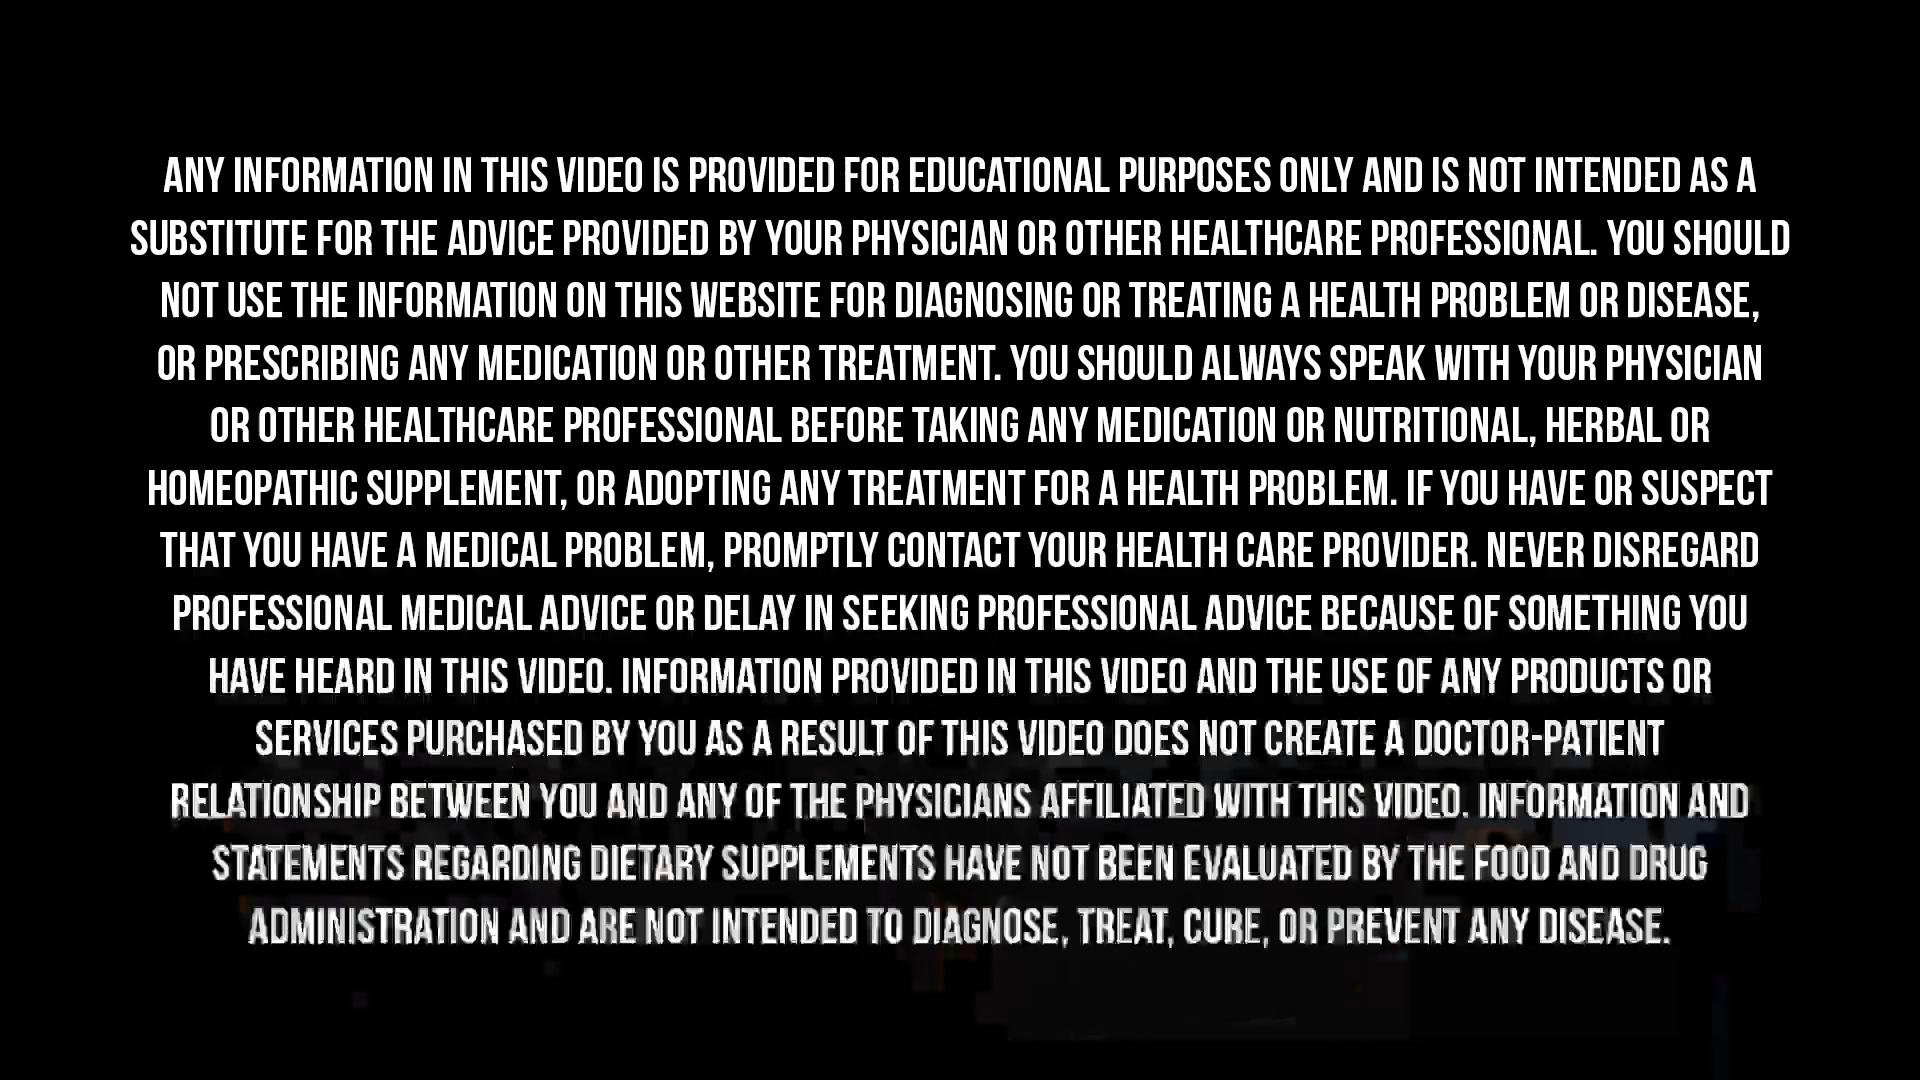 ANY INFORMATION IN THIS VIDEO IS PROVIDED FOR EDUCATIONAL PURPOSES ONLY AND IS NOT INTENDED AS A
SUBSTITUTE FOR THE ADVICE PROVIDED BY YOUR PHYSICIAN OR OTHER HEALTHCARE PROFESSIONAL. YOU SHOULD
NOT USE THE INFORMATION ON THIS WEBSITE FOR DIAGNOSING OR TREATING A HEALTH PROBLEM OR DISEASE,
OR PRESCRIBING ANY MEDICATION OR OTHER TREATMENT. YOU SHOULD ALWAYS SPEAK WITH YOUR PHYSICIAN
OR OTHER HEALTHCARE PROFESSIONAL BEFORE TAKING ANY MEDICATION OR NUTRITIONAL, HERBAL OR
HOMEOPATHIC SUPPLEMENT, OR ADOPTING ANY TREATMENT FOR A HEALTH PROBLEM. IF YOU HAVE OR SUSPECT
THAT YOU HAVE A MEDICAL PROBLEM, PROMPTLY CONTACT YOUR HEALTH CARE PROVIDER. NEVER DISREGARD
PROFESSIONAL MEDICAL ADVICE OR DELAY IN SEEKING PROFESSIONAL ADVICE BECAUSE OF SOMETHING YOU
HAVE HEARD IN THIS VIDEO. INFORMATION PROVIDED IN THIS VIDEO AND THE USE OF ANY PRODUCTS OR
SERVICES PURCHASED BY YOU AS A RESULT OF THIS VIDEO DOES NOT CREATE A DOCTOR-PATIENT
RELATIONSHIP BETWEEN YOU AND ANY OF THE PHYSICIANS AFFILIATED WITH THIS VIDEO. INFORMATION AND
STATEMENTS REGARDING DIETARY SUPPLEMENTS HAVE NOT BEEN EVALUATED BY THE FOOD AND DRUG
ADMINISTRATION AND ARE NOT INTENDED TO DIAGNOSE, TREAT, CURE, OR PREVENT ANY DISEASE.